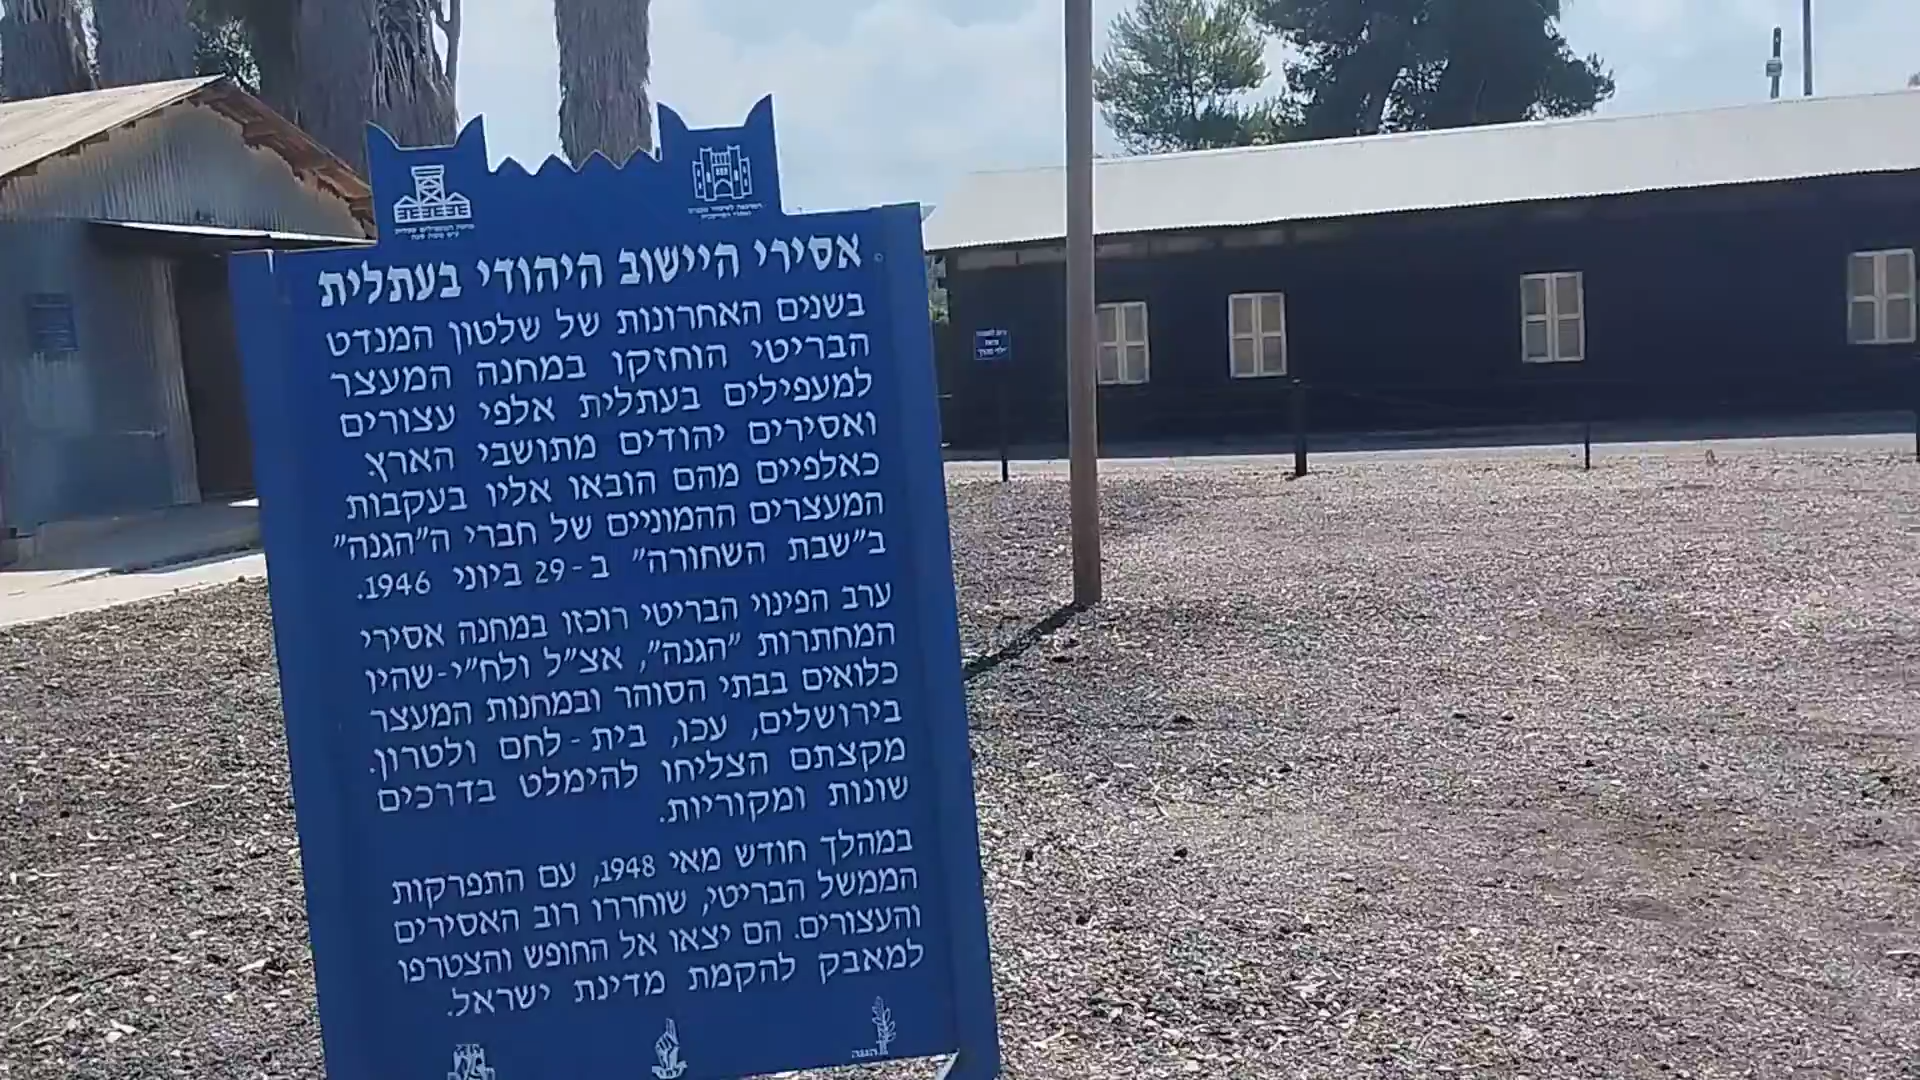 אסירי היישוב היהודי בעתלית
בשנים האחרונות של שלטון המנדט
הבריטי הוחזקו במחנה המעצר
למעפילים בעתלית אלפי עצורים
ואסירים יהודים מתושבי הארץ.
כאלפיים מהם הובאו אליו בעקבות
המעצרים ההמוניים של חברי ה"הגנה"
ב"שבת השחורה" ב-29 ביוני 1946.
ערב הפינוי הבריטי רוכזו במחנה אסירי
המחתרות "הגנה", אצ"ל ולח"י-שהיו
כלואים בבתי הסוהר ובמחנות המעצר
בירושלים, עכו, בית-לחם ולטרון.
מקצתם הצליחו להימלט בדרכים
שונות ומקוריות.
במהלך חודש מאי 1948, עם התפרקות
הממשל הבריטי, שוחררו רוב האסירים
והעצורים. הם יצאו אל החופש והצטרפו
למאבק להקמת מדינת ישראל.
הגנה